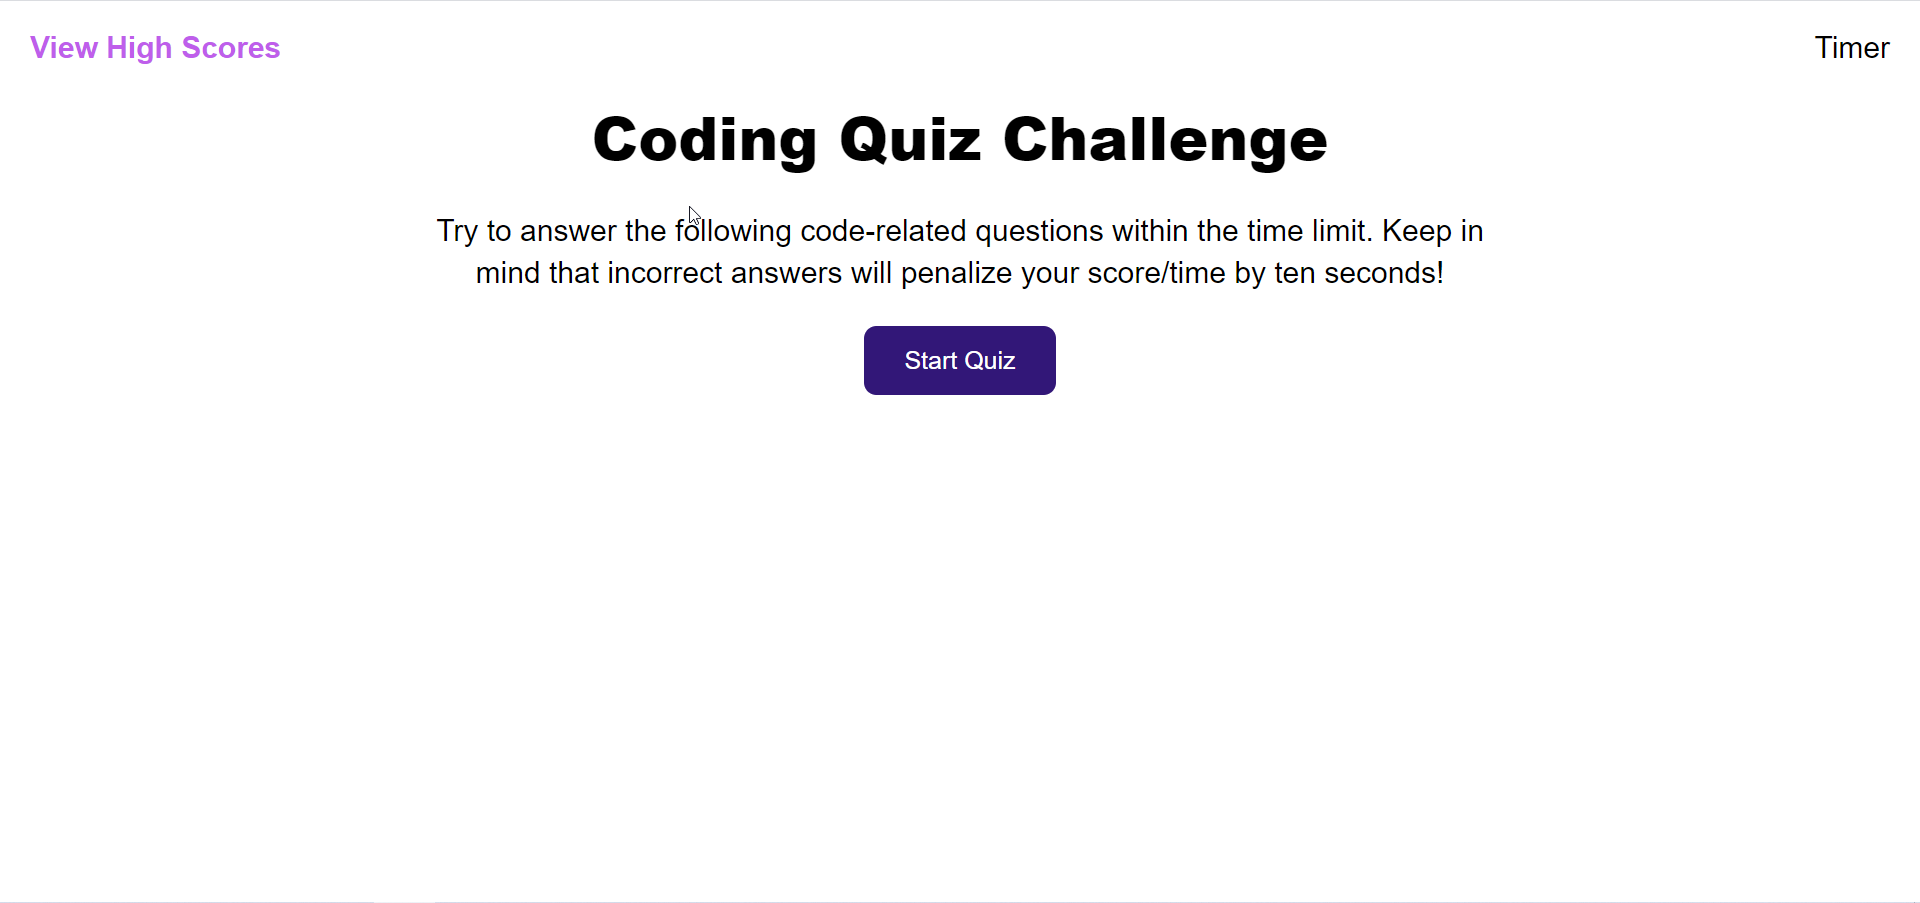 View High Scores
Timer
Coding Quiz Challenge
Try to answer the following code-related questions within the time limit. Keep in
mind that incorrect answers will penalize your score/time by ten seconds!
Start Quiz